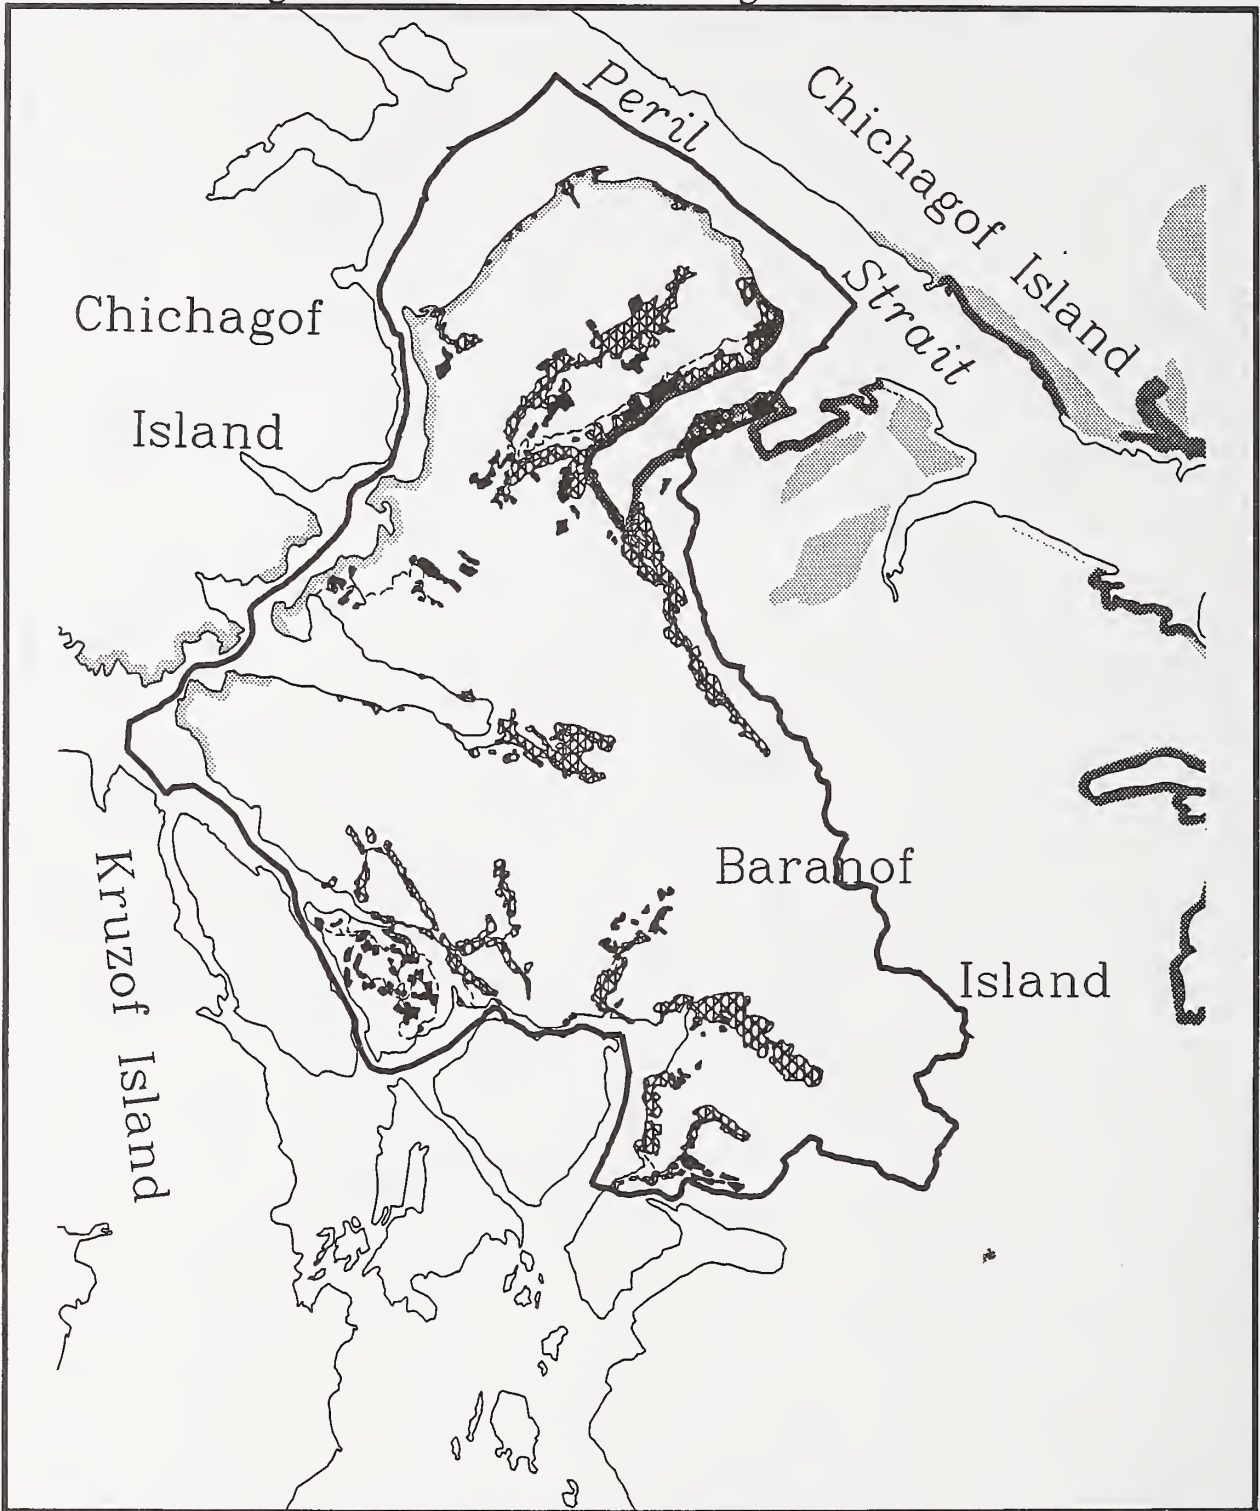 Peril
Strait
Chichagof Island
Chichagof
Island
Baranof
Island
Kruzof Island